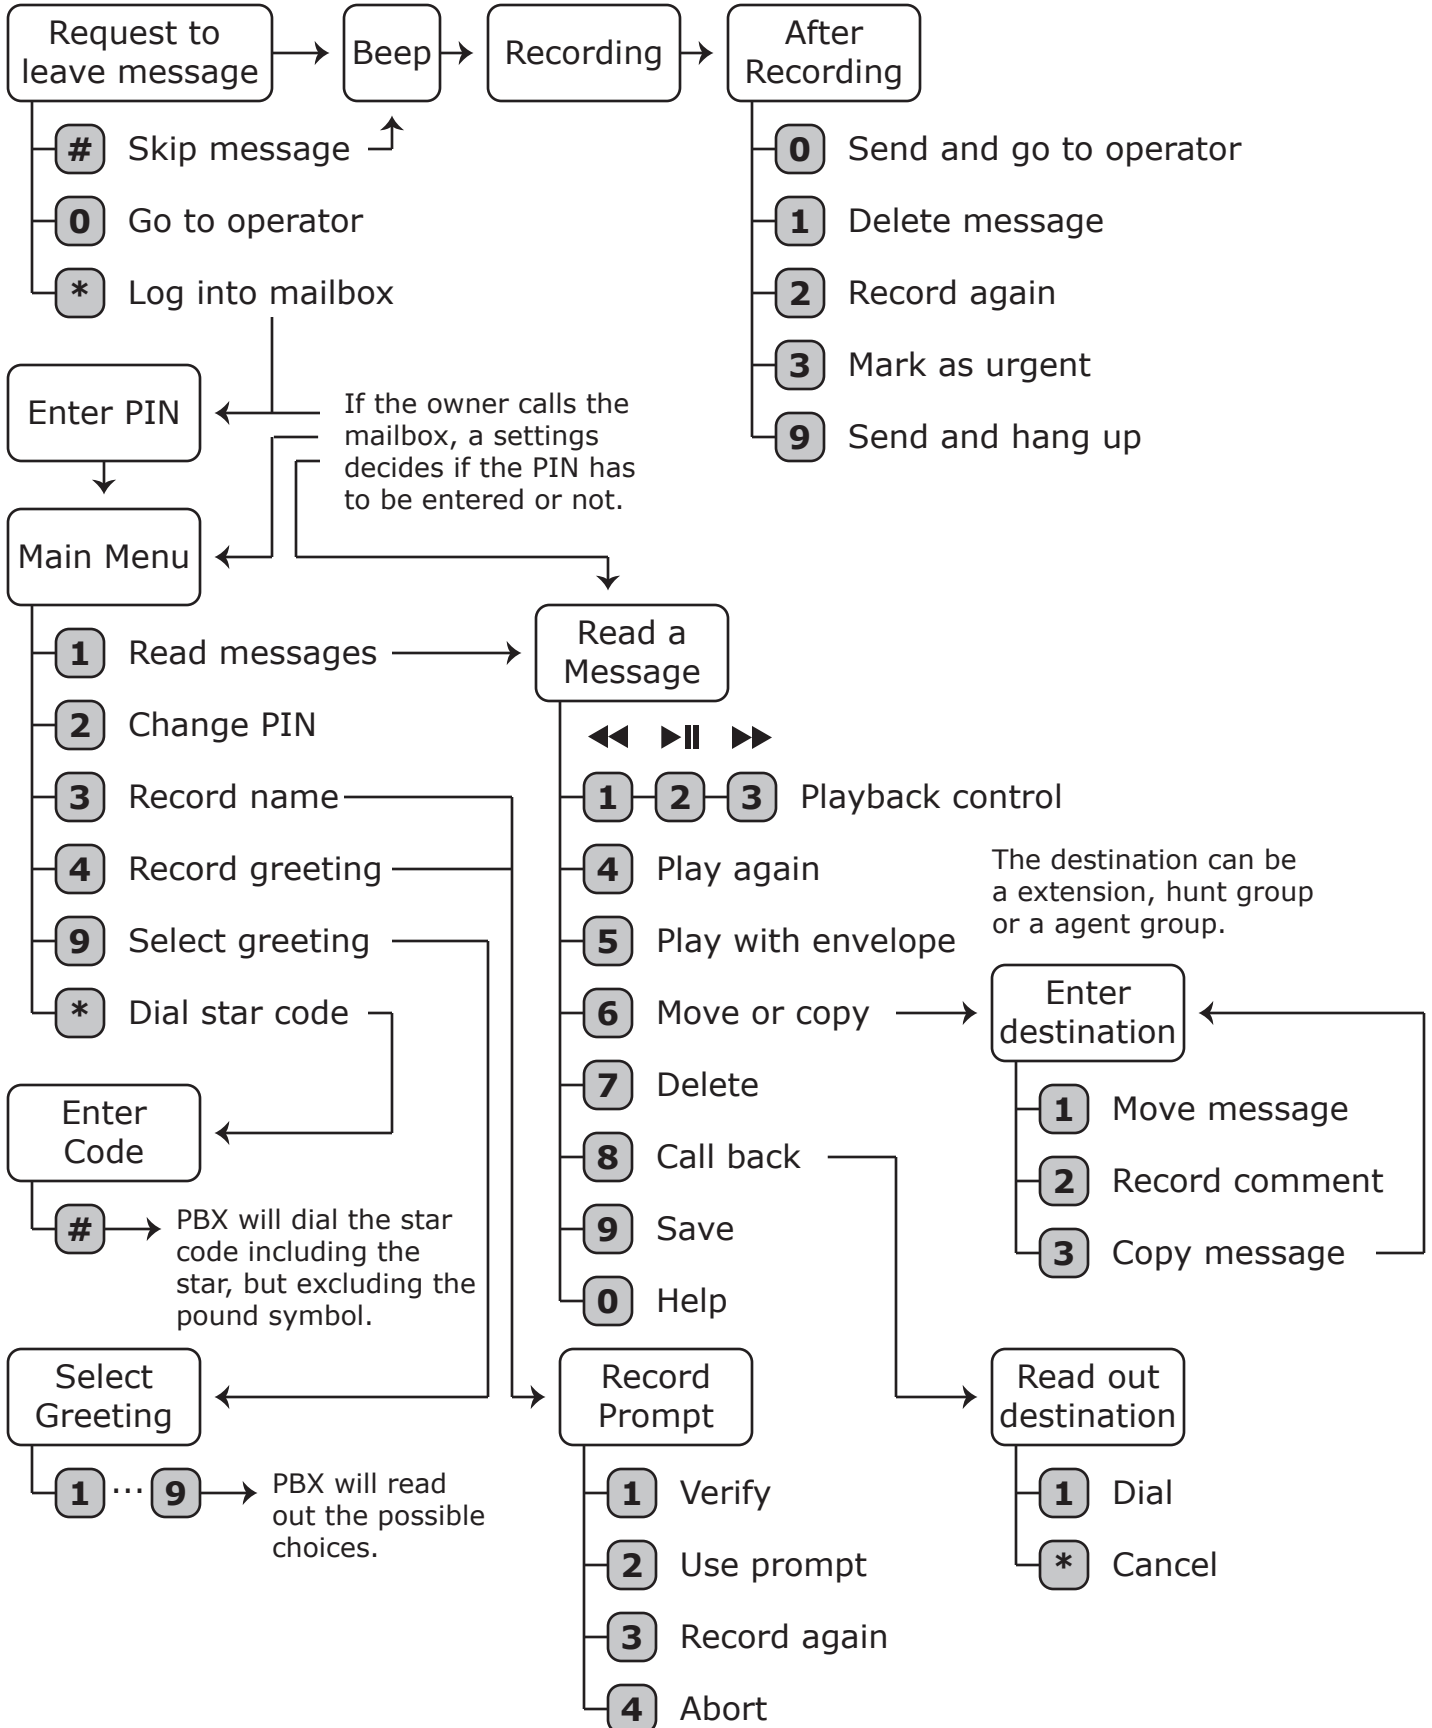 Request to
leave message
Beep
Recording
After
Recording
# Skip message
0 Go to operator
* Log into mailbox
0 Send and go to operator
1 Delete message
2 Record again
3 Mark as urgent
9 Send and hang up
Enter PIN
If the owner calls the
mailbox, a settings
decides if the PIN has
to be entered or not.
Main Menu
1 Read messages
2 Change PIN
3 Record name
4 Record greeting
9 Select greeting
* Dial star code
Read a
Message
1 2 3 Playback control
4 Play again
5 Play with envelope
6 Move or copy
7 Delete
8 Call back
9 Save
0 Help
The destination can be
a extension, hunt group
or a agent group.
Enter
destination
1 Move message
2 Record comment
3 Copy message
Enter
Code
# PBX will dial the star
code including the
star, but excluding the
pound symbol.
Select
Greeting
1 ... 9 PBX will read
out the possible
choices.
Record
Prompt
1 Verify
2 Use prompt
3 Record again
4 Abort
Read out
destination
1 Dial
* Cancel